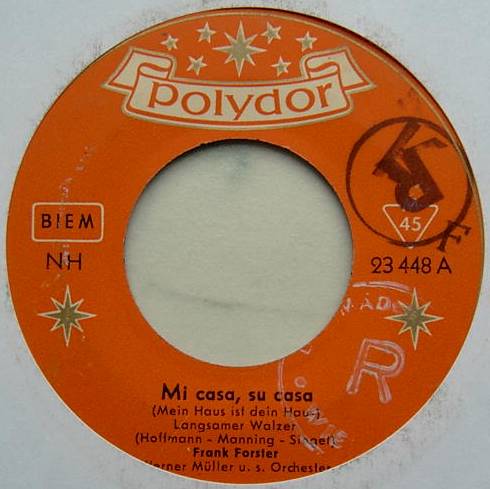 polydor
BIEM
NH
45
23 448 A
F
R
Mi casa, su casa
(Mein Haus ist dein Haus)
Langsamer Walzer
(Hoffmann - Manning - Siegel)
Frank Forster
Werner Müller u. s. Orchester